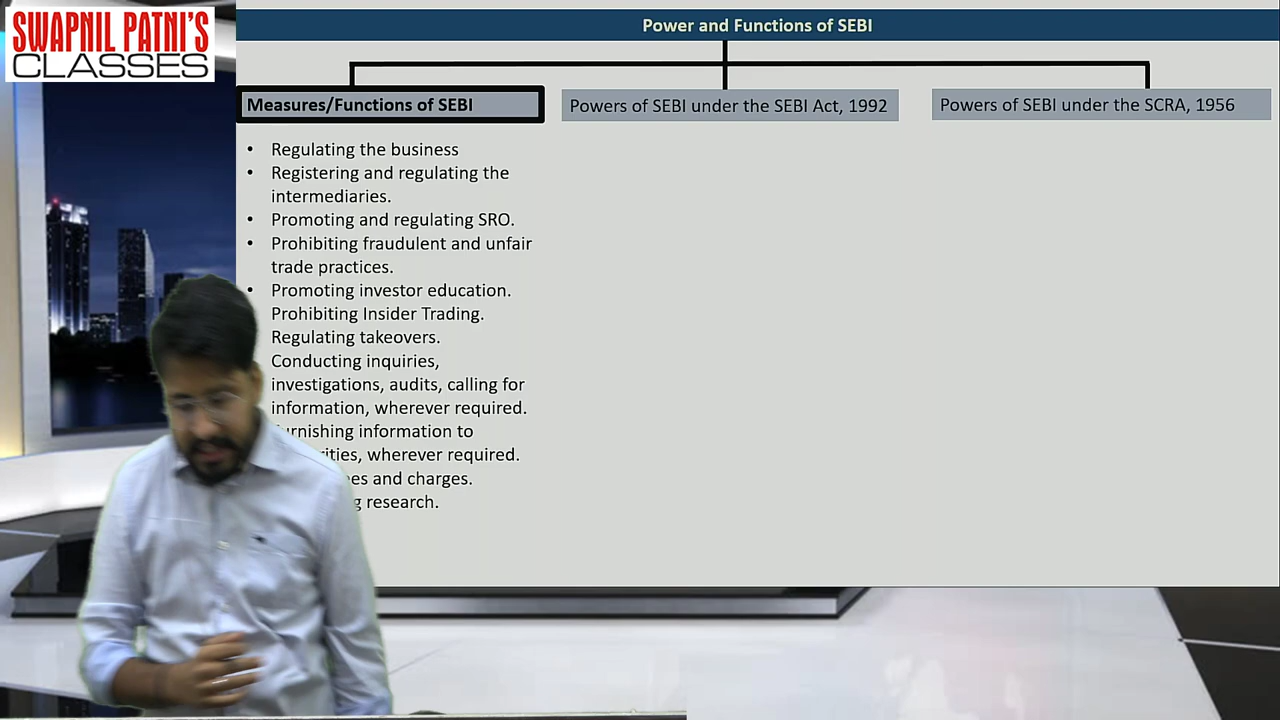 SWAPNIL PATNI'S
CLASSES
Power and Functions of SEBI
Measures/Functions of SEBI
Powers of SEBI under the SEBI Act, 1992
Powers of SEBI under the SCRA, 1956
• Regulating the business
• Registering and regulating the
intermediaries.
• Promoting and regulating SRO.
• Prohibiting fraudulent and unfair
trade practices.
• Promoting investor education.
Prohibiting Insider Trading.
Regulating takeovers.
Conducting inquiries,
investigations, audits, calling for
information, wherever required.
information to
wherever required.
and charges.
research.